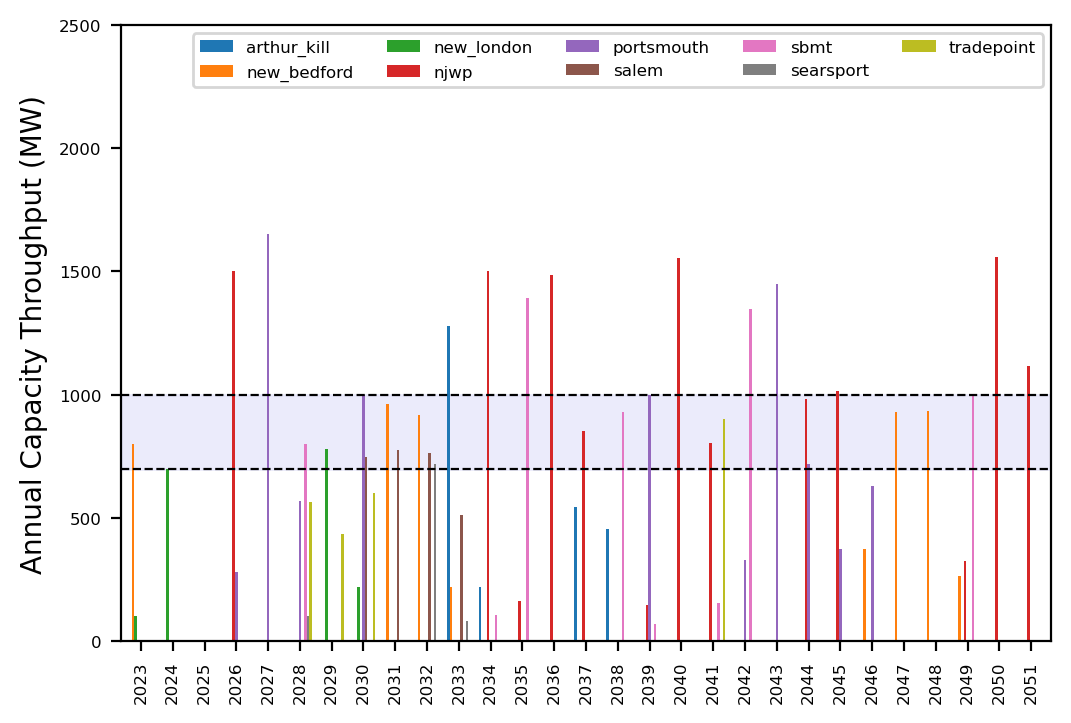 arthur_kill new_london portsmouth sbmt tradepoint
new_bedford njwp salem searsport
Annual Capacity Throughput (MW)
2500
2000
1500
1000
500
0
2023 2024 2025 2026 2027 2028 2029 2030 2031 2032 2033 2034 2035 2036 2037 2038 2039 2040 2041 2042 2043 2044 2045 2046 2047 2048 2049 2050 2051